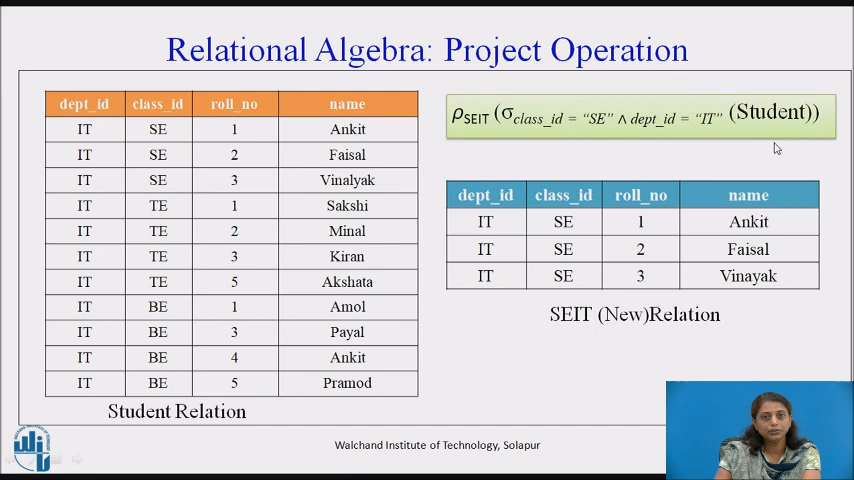 Relational Algebra: Project Operation
dept_id class_id roll_no name
IT SE 1 Ankit
IT SE 2 Faisal
IT SE 3 Vinalyak
IT TE 1 Sakshi
IT TE 2 Minal
IT TE 3 Kiran
IT TE 5 Akshata
IT BE 1 Amol
IT BE 3 Payal
IT BE 4 Ankit
IT BE 5 Pramod
Student Relation
ρSEIT (σclass_id = “SE” ∧ dept_id = “IT” (Student))
dept_id class_id roll_no name
IT SE 1 Ankit
IT SE 2 Faisal
IT SE 3 Vinayak
SEIT (New)Relation
Walchand Institute of Technology, Solapur